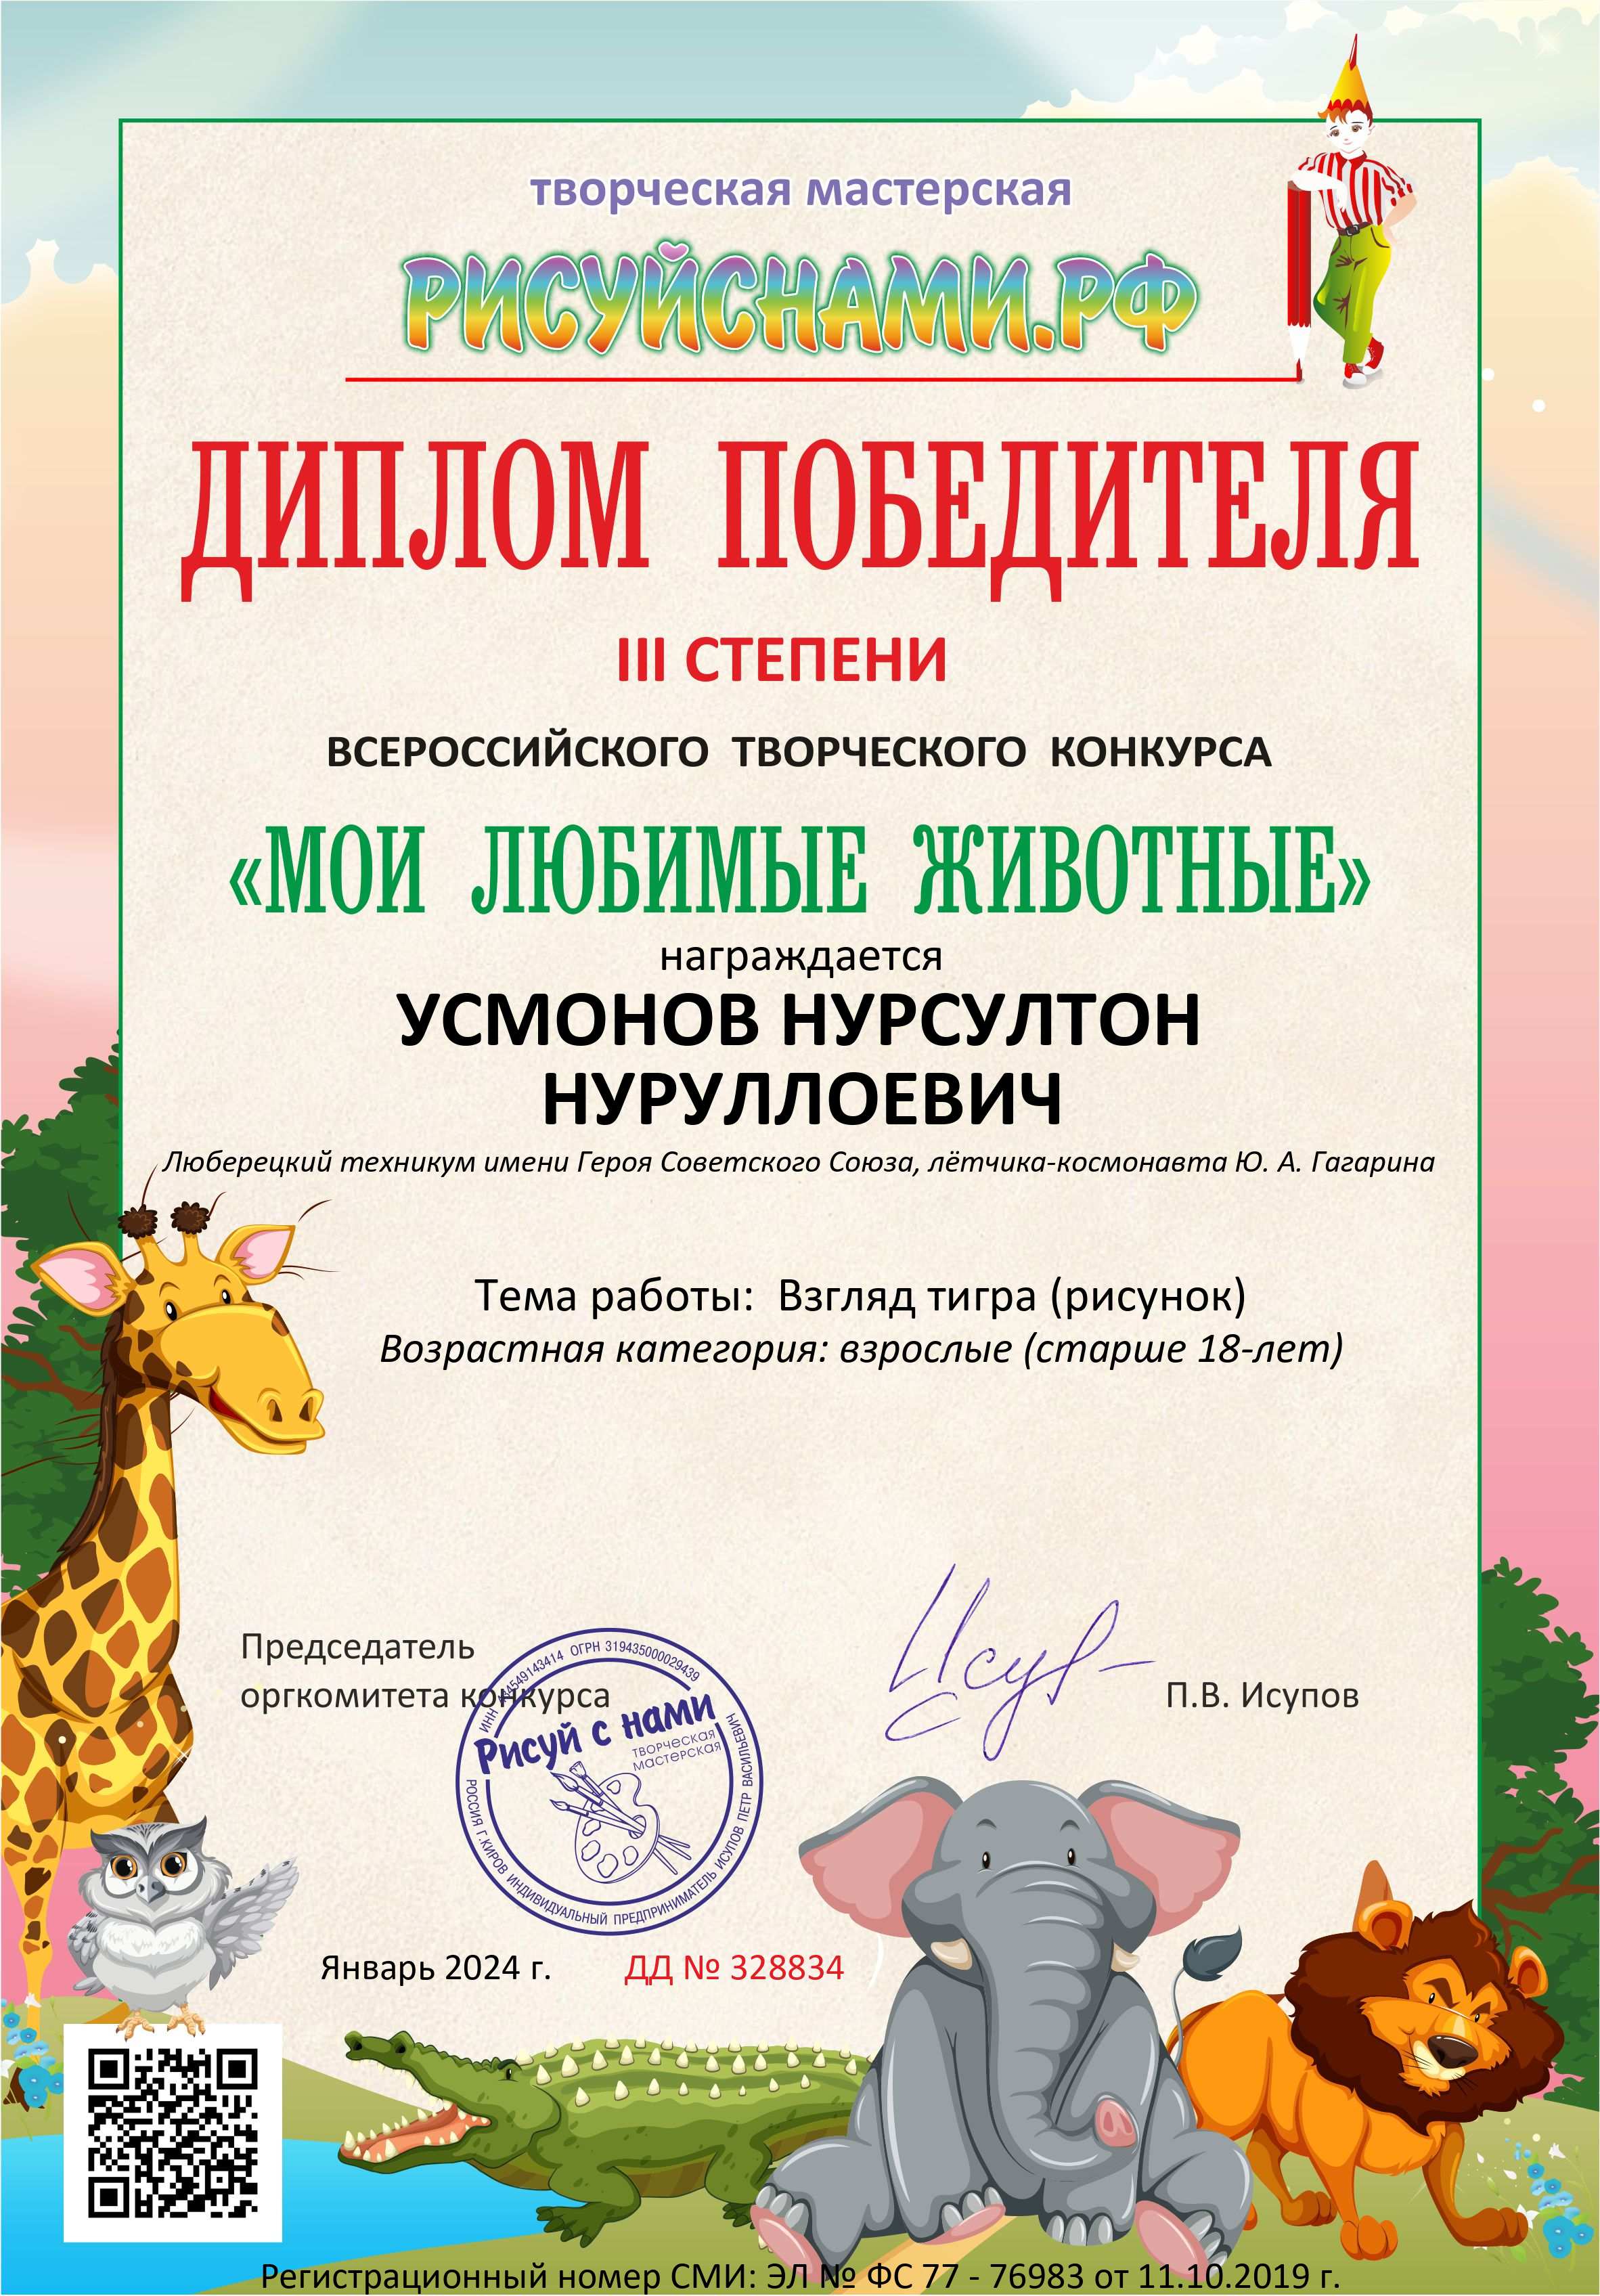 творческая мастерская
РИСУЙСНАМИ.РФ
ДИПЛОМ ПОБЕДИТЕЛЯ
III СТЕПЕНИ
ВСЕРОССИЙСКОГО ТВОРЧЕСКОГО КОНКУРСА
«МОИ ЛЮБИМЫЕ ЖИВОТНЫЕ»
награждается
УСМОНОВ НУРСУЛТОН
НУРУЛЛОЕВИЧ
Люберецкий техникум имени Героя Советского Союза, лётчика-космонавта Ю. А. Гагарина
Тема работы: Взгляд тигра (рисунок)
Возрастная категория: взрослые (старше 18-лет)
Председатель
оргкомитета конкурса
П.В. Исупов
ИНН ОГРН 319435000029439
Рисуй с нами
творческая
мастерская
РОССИЯ г.КИРОВ ИНДИВИДУАЛЬНЫЙ ПРЕДПРИНИМАТЕЛЬ ИСУПОВ ПЕТР ВАСИЛЬЕВИЧ
Январь 2024 г. ДД № 328834
Регистрационный номер СМИ: ЭЛ № ФС 77 - 76983 от 11.10.2019 г.